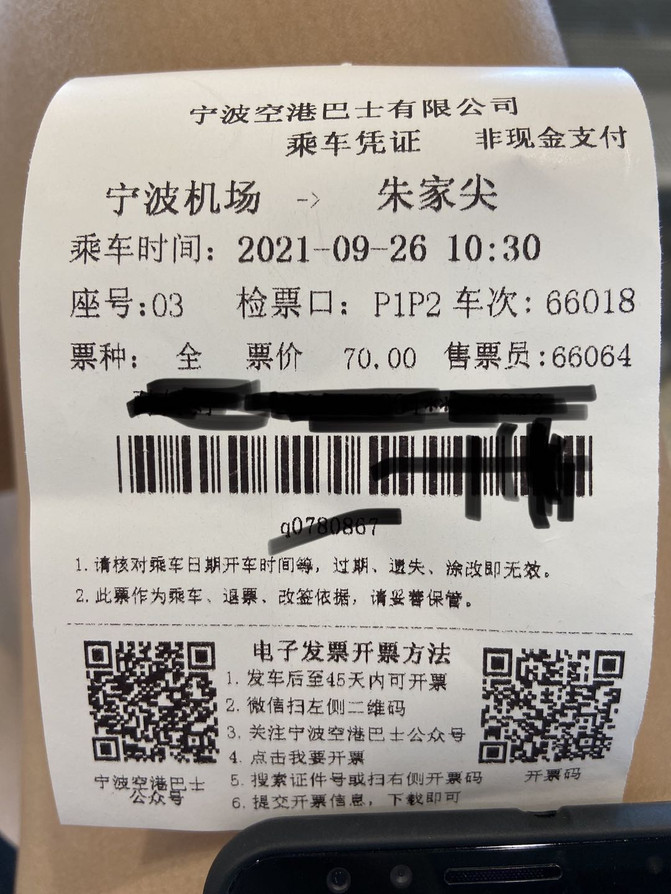 宁波空港巴士有限公司
乘车凭证 非现金支付
宁波机场 -> 朱家尖
乘车时间: 2021-09-26 10:30
座号:03 检票口: P1P2 车次: 66018
票种: 全 票价 70.00 售票员:66064
q0780867
1. 请核对乘车日期开车时间等，过期、遗失、涂改即无效。
2. 此票作为乘车、退票、改签依据，请妥善保管。
电子发票开票方法
1. 发车后至45天内可开票
2. 微信扫左侧二维码
3. 关注宁波空港巴士公众号
4. 点击我要开票
5. 搜索证件号或扫右侧开票码
6. 提交开票信息，下载即可
宁波空港巴士
公众号
开票码